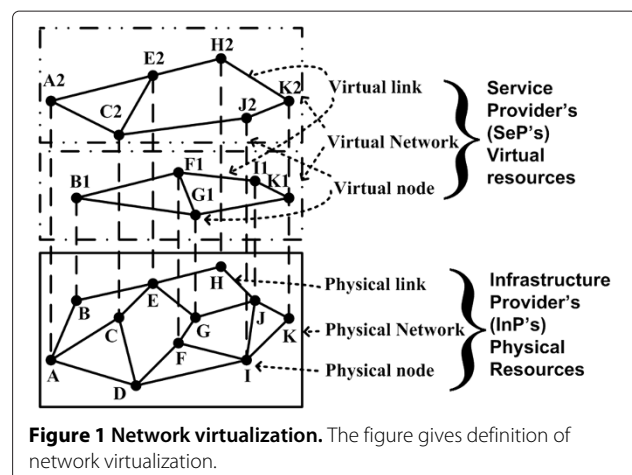 H2
E2
A2
Virtual link
K2
C2
J2
Service
Provider's
(SeP's)
Virtual
resources
Virtual Network
F1
I1
B1
G1
K1
Virtual node
H
Physical link
E
B
J
C
G
K
F
Physical Network
A
I
D
Physical node
Infrastructure
Provider's
(InP's)
Physical
Resources
Figure 1 Network virtualization. The figure gives definition of
network virtualization.